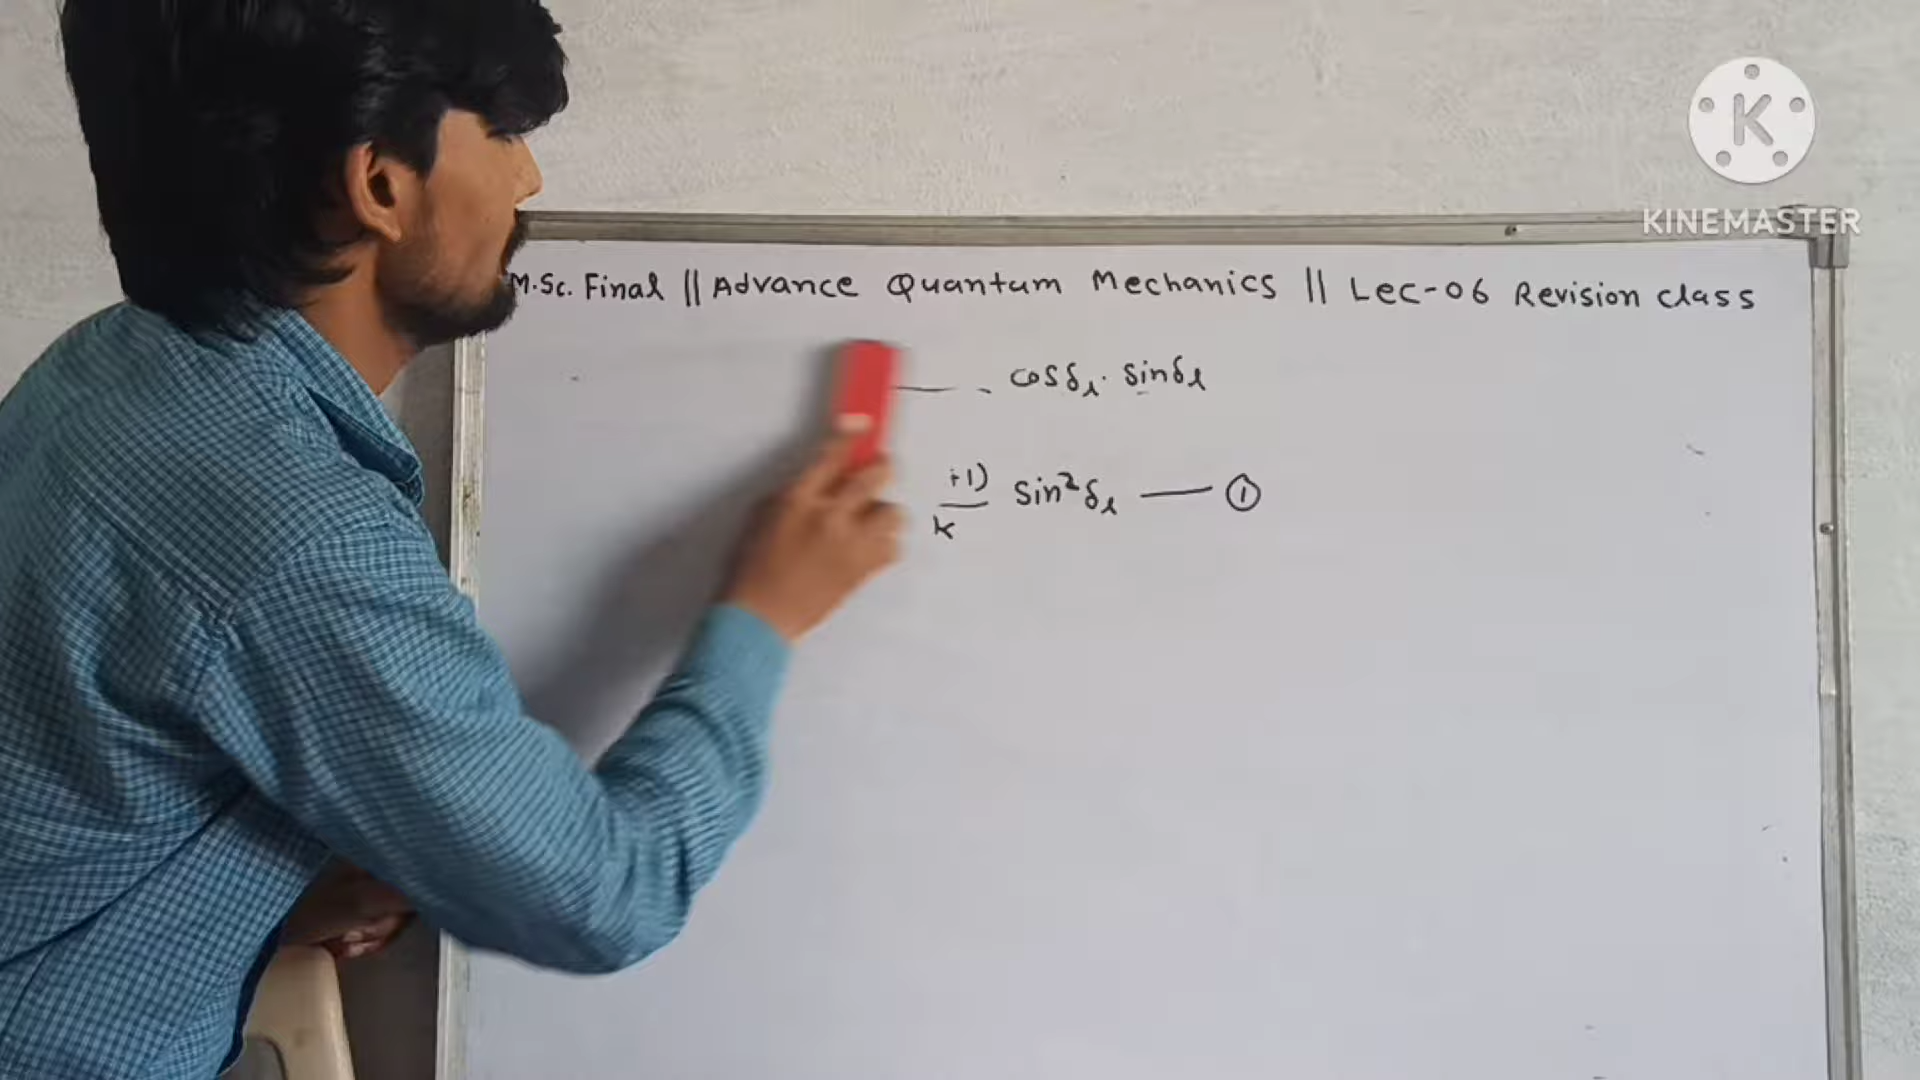 K
KINEMASTER
M.Sc. Final || Advance Quantum Mechanics || Lec-06 Revision class
cosδₗ. sinδₗ
+1)
k
sin²δₗ — ①